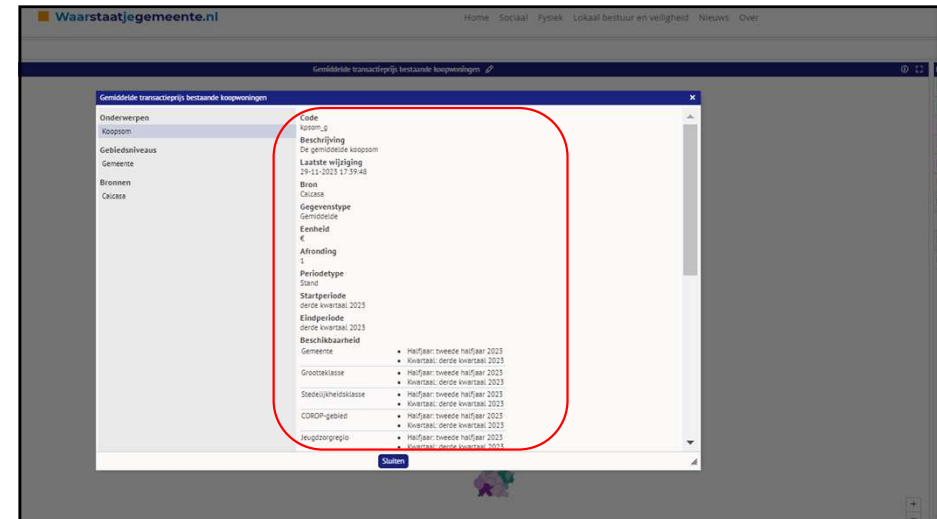 Waarstaatjegemeente.nl
Home Sociaal Fysiek Lokaal bestuur en veiligheid Nieuws Over
Gemiddelde transactieprijs bestaande koopwoningen
Gemiddelde transactieprijs bestaande koopwoningen
Onderwerpen
Koopsom
Gebiedsniveaus
Gemeente
Bronnen
Calcasa
Code
kpsom_g
Beschrijving
De gemiddelde koopsom
Laatste wijziging
29-11-2023 17:39:48
Bron
Calcasa
Gegevenstype
Gemiddelde
Eenheid
€
Afronding
1
Periodetype
Stand
Startperiode
derde kwartaal 2023
Eindperiode
derde kwartaal 2023
Beschikbaarheid
Gemeente
• Halfjaar: tweede halfjaar 2023
• Kwartaal: derde kwartaal 2023
Grootteklasse
• Halfjaar: tweede halfjaar 2023
• Kwartaal: derde kwartaal 2023
Stedelijkheidsklasse
• Halfjaar: tweede halfjaar 2023
• Kwartaal: derde kwartaal 2023
COROP-gebied
• Halfjaar: tweede halfjaar 2023
• Kwartaal: derde kwartaal 2023
Jeugdzorgregio
• Halfjaar: tweede halfjaar 2023
• Kwartaal: derde kwartaal 2023
Sluiten